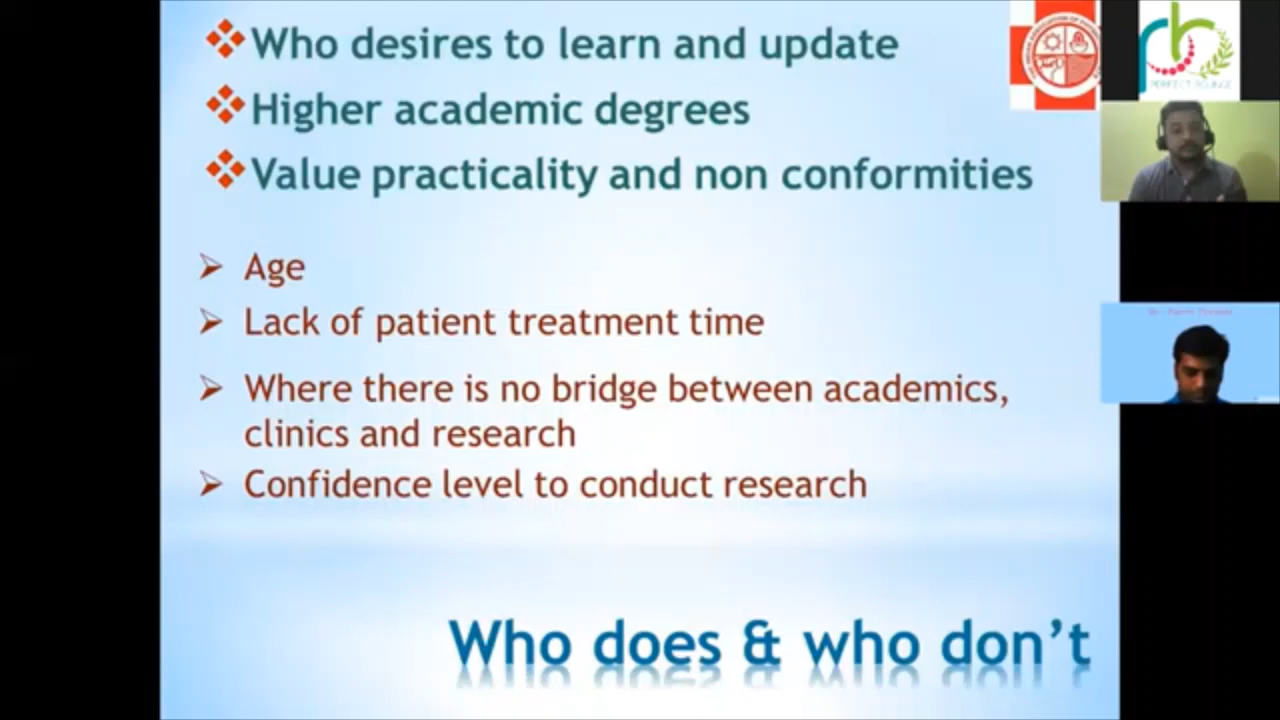 Who desires to learn and update
Higher academic degrees
Value practicality and non conformities
Age
Lack of patient treatment time
Where there is no bridge between academics,
clinics and research
Confidence level to conduct research
Who does & who don't